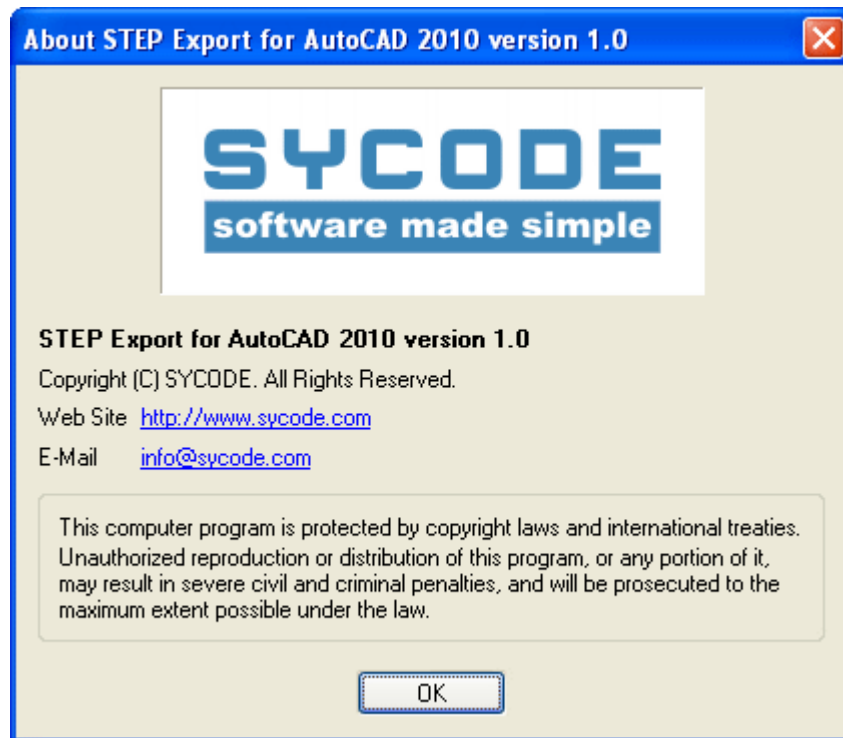 About STEP Export for AutoCAD 2010 version 1.0
SYCODE
software made simple
STEP Export for AutoCAD 2010 version 1.0
Copyright (C) SYCODE. All Rights Reserved.
Web Site http://www.sycode.com
E-Mail info@sycode.com
This computer program is protected by copyright laws and international treaties.
Unauthorized reproduction or distribution of this program, or any portion of it,
may result in severe civil and criminal penalties, and will be prosecuted to the
maximum extent possible under the law.
OK